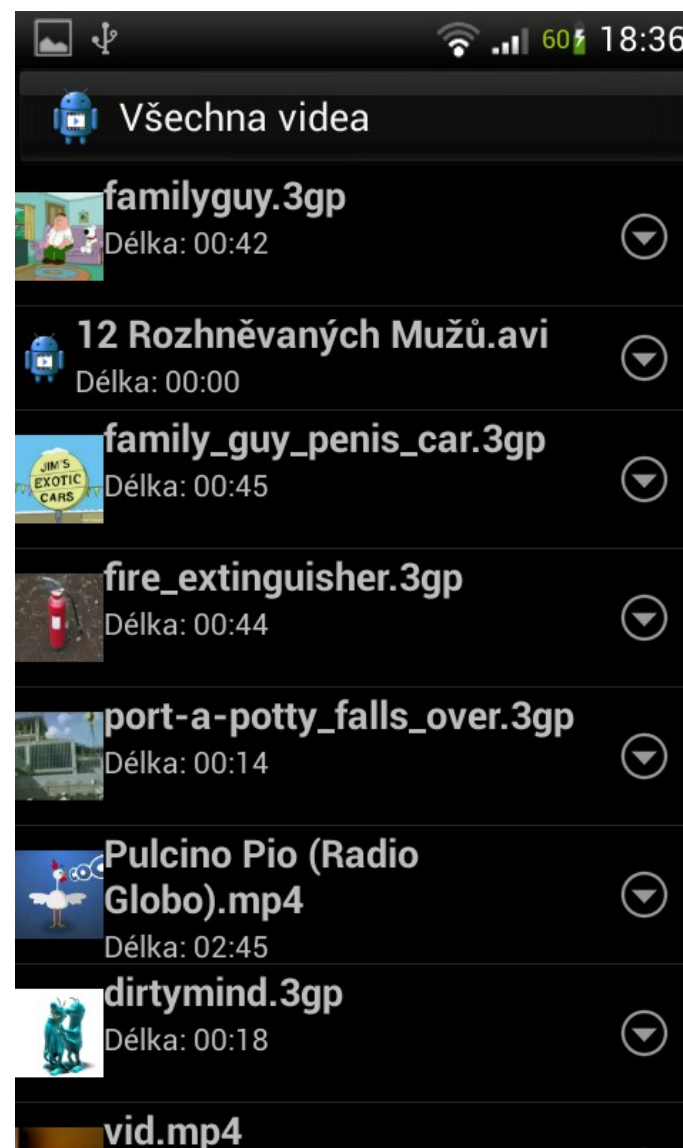 60 18:36
Všechna videa
familyguy.3gp
Délka: 00:42
12 Rozhněvaných Mužů.avi
Délka: 00:00
family_guy_penis_car.3gp
JIM'S
EXOTIC
CARS
Délka: 00:45
fire_extinguisher.3gp
Délka: 00:44
port-a-potty_falls_over.3gp
Délka: 00:14
Pulcino Pio (Radio
Globo).mp4
Délka: 02:45
dirtymind.3gp
Délka: 00:18
vid.mp4